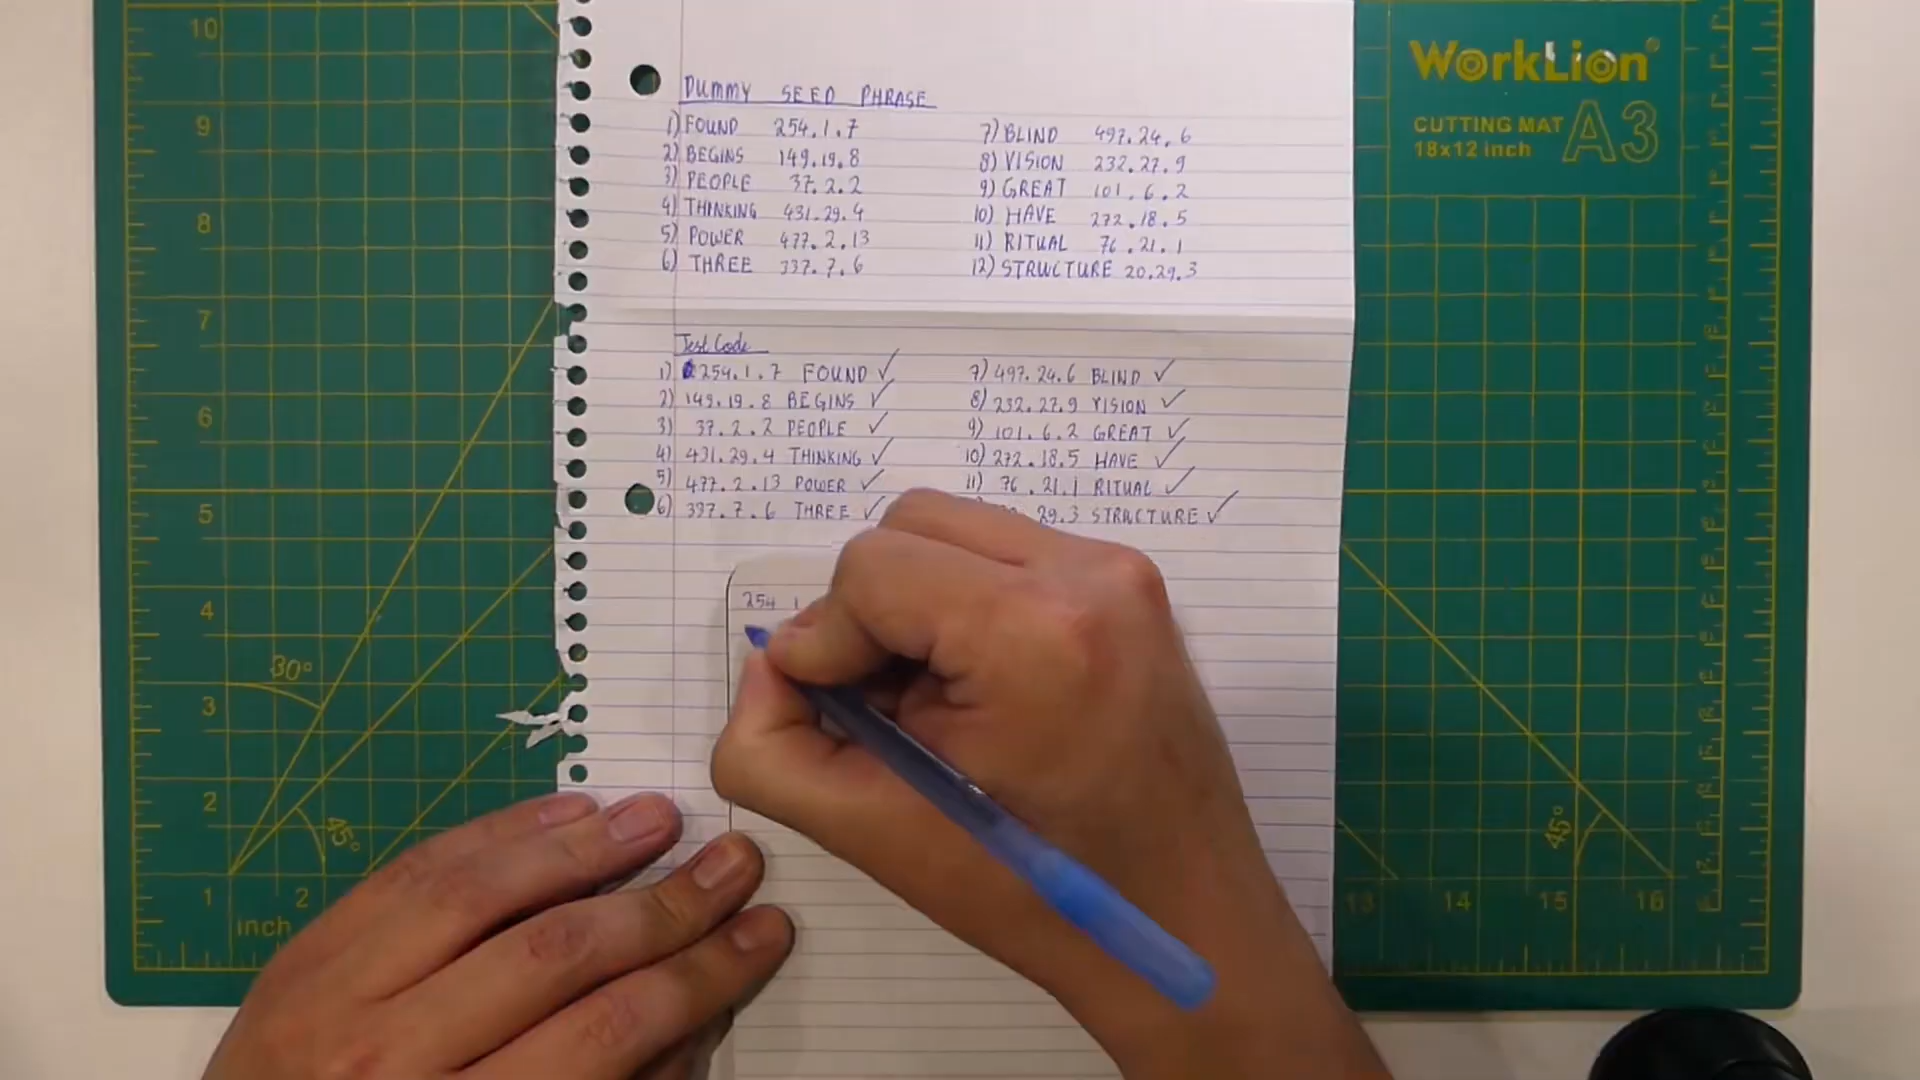 DUMMY SEED PHRASE
1) FOUND 254.1.7
2) BEGINS 149.19.8
3) PEOPLE 37.2.2
4) THINKING 431.29.4
5) POWER 477.2.13
6) THREE 337.7.6
7) BLIND 497.24.6
8) VISION 232.27.9
9) GREAT 101.6.2
10) HAVE 272.18.5
11) RITUAL 76.21.1
12) STRUCTURE 20.29.3
Test Code
1) 254.1.7 FOUND ✓
2) 149.19.8 BEGINS ✓
3) 37.2.2 PEOPLE ✓
4) 431.29.4 THINKING ✓
5) 477.2.13 POWER ✓
6) 337.7.6 THREE ✓
7) 497.24.6 BLIND ✓
8) 232.27.9 VISION ✓
9) 101.6.2 GREAT ✓
10) 272.18.5 HAVE ✓
11) 76.21.1 RITUAL ✓
29.3 STRUCTURE ✓
254 1
WorkLion®
CUTTING MAT A3
18x12 inch
10
9
8
7
6
5
4
3
2
1
2
inch
30°
45°
45°
13 14 15 16